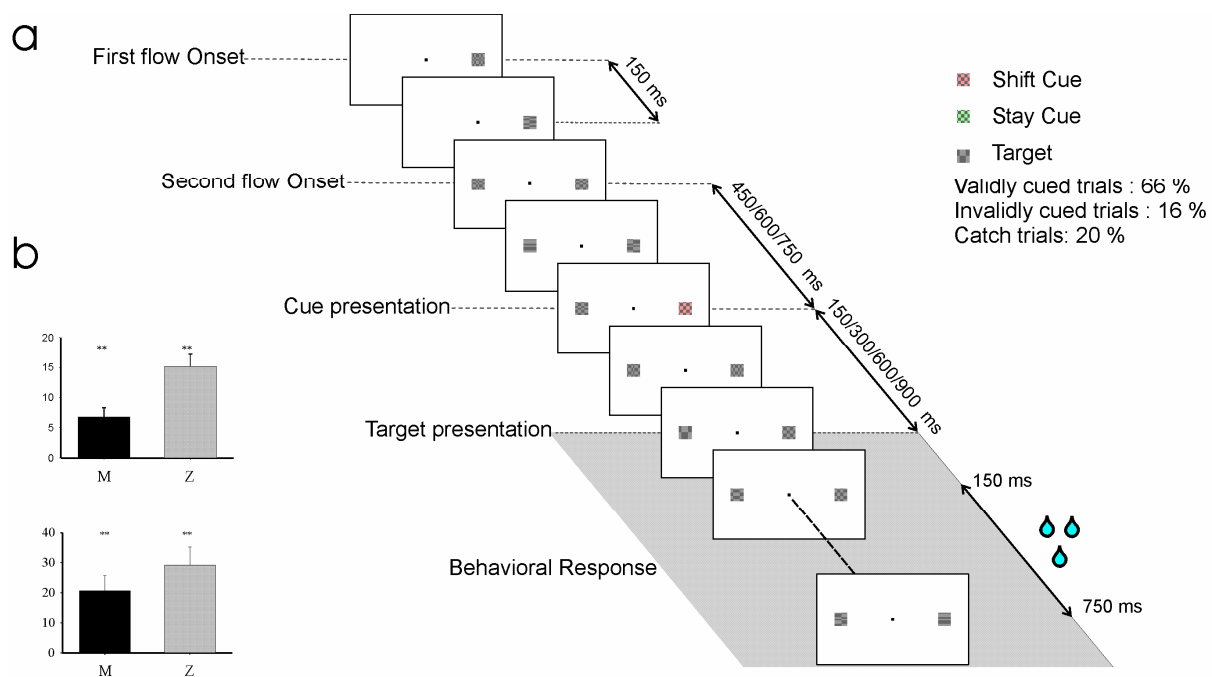 a
First flow Onset
150 ms
Shift Cue
Stay Cue
Target
Second flow Onset
Validly cued trials : 66 %
Invalidly cued trials : 16 %
Catch trials: 20 %
450/600/750 ms
b
Cue presentation
150/300/600/900 ms
20
15
10
5
0
**
**
M
Z
Target presentation
150 ms
40
30
20
10
0
**
**
M
Z
Behavioral Response
750 ms